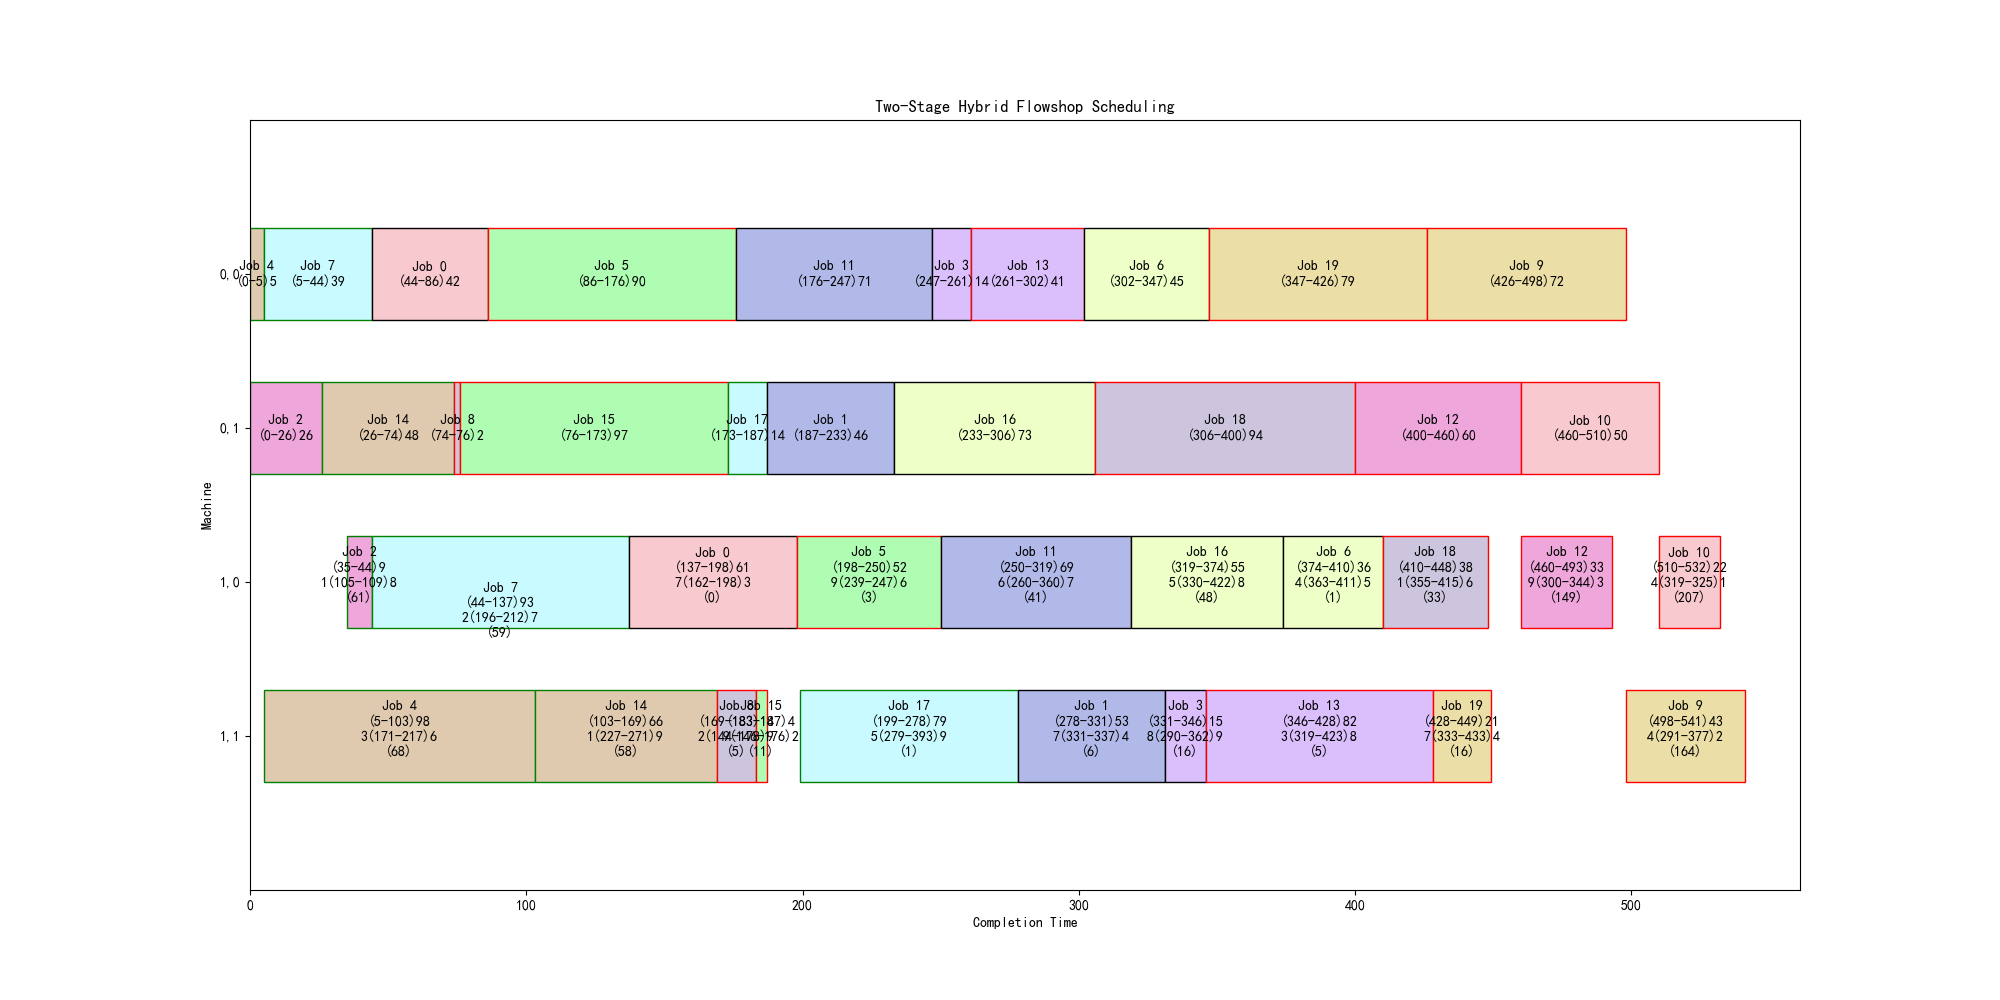 Two-Stage Hybrid Flowshop Scheduling
0,0
Job 4
(0-5)5
Job 7
(5-44)39
Job 0
(44-86)42
Job 5
(86-176)90
Job 11
(176-247)71
Job 3
(247-261)14
Job 13
(261-302)41
Job 6
(302-347)45
Job 19
(347-426)79
Job 9
(426-498)72
0,1
Job 2
(0-26)26
Job 14
(26-74)48
Job 8
(74-76)2
Job 15
(76-173)97
Job 17
(173-187)14
Job 1
(187-233)46
Job 16
(233-306)73
Job 18
(306-400)94
Job 12
(400-460)60
Job 10
(460-510)50
Machine
1,0
Job 2
(35-44)9
1(105-109)8
(61)
Job 7
(44-137)93
2(196-212)7
(59)
Job 0
(137-198)61
7(162-198)3
(0)
Job 5
(198-250)52
9(239-247)6
(3)
Job 11
(250-319)69
6(260-360)7
(41)
Job 16
(319-374)55
5(330-422)8
(48)
Job 6
(374-410)36
4(363-411)5
(1)
Job 18
(410-448)38
1(355-415)6
(33)
Job 12
(460-493)33
9(300-344)3
(149)
Job 10
(510-532)22
4(319-325)1
(207)
1,1
Job 4
(5-103)98
3(171-217)6
(68)
Job 14
(103-169)66
1(227-271)9
(58)
Job 8
(5)
Job 15
(183-187)4
(11)
Job 17
(199-278)79
5(279-393)9
(1)
Job 1
(278-331)53
7(331-337)4
(6)
Job 3
(331-346)15
8(290-362)9
(16)
Job 13
(346-428)82
3(319-423)8
(5)
Job 19
(428-449)21
7(333-433)4
(16)
Job 9
(498-541)43
4(291-377)2
(164)
0
100
200
300
400
500
Completion Time